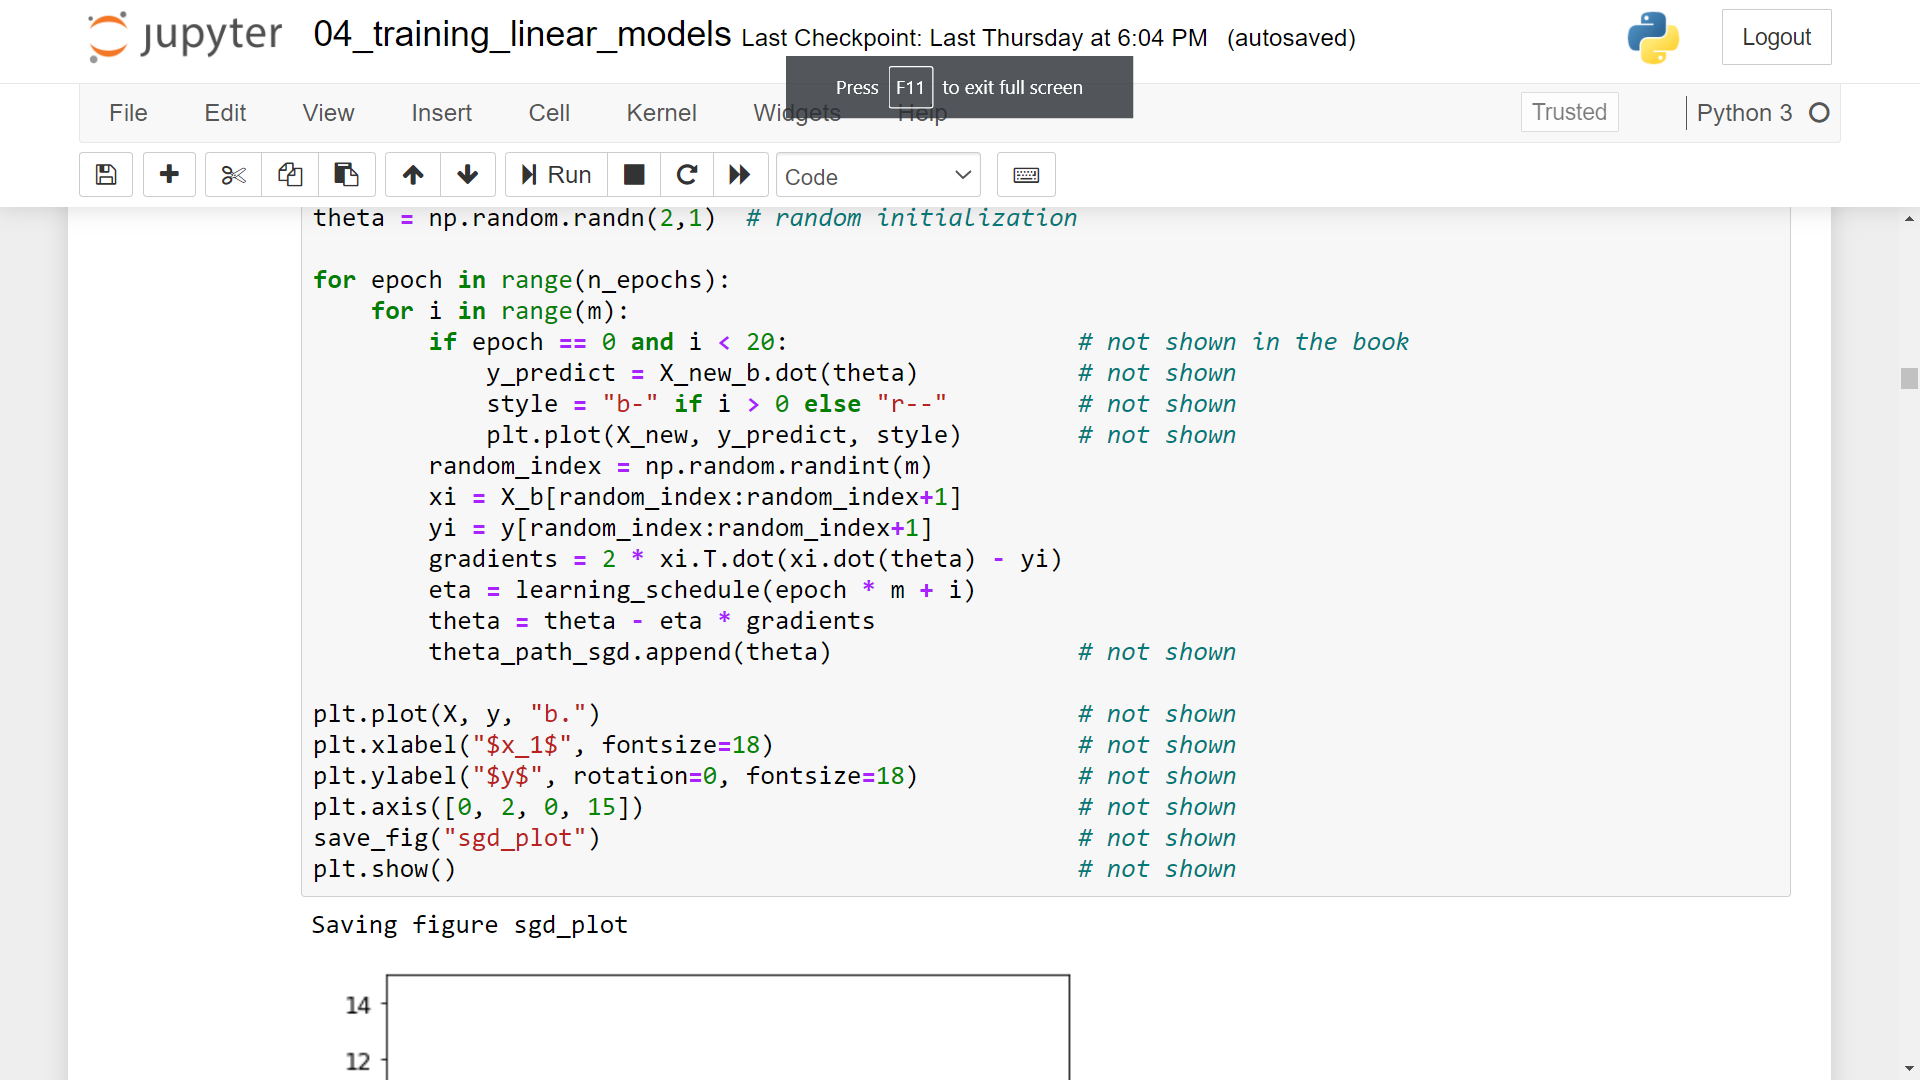 jupyter 04_training_linear_models Last Checkpoint: Last Thursday at 6:04 PM (autosaved) Logout
Press F11 to exit full screen
File Edit View Insert Cell Kernel Widgets Help Trusted Python 3
Run Code
theta = np.random.randn(2,1)  # random initialization
for epoch in range(n_epochs):
    for i in range(m):
        if epoch == 0 and i < 20:                    # not shown in the book
            y_predict = X_new_b.dot(theta)           # not shown
            style = "b-" if i > 0 else "r--"         # not shown
            plt.plot(X_new, y_predict, style)        # not shown
        random_index = np.random.randint(m)
        xi = X_b[random_index:random_index+1]
        yi = y[random_index:random_index+1]
        gradients = 2 * xi.T.dot(xi.dot(theta) - yi)
        eta = learning_schedule(epoch * m + i)
        theta = theta - eta * gradients
        theta_path_sgd.append(theta)                 # not shown
plt.plot(X, y, "b.")                                 # not shown
plt.xlabel("$x_1$", fontsize=18)                     # not shown
plt.ylabel("$y$", rotation=0, fontsize=18)           # not shown
plt.axis([0, 2, 0, 15])                              # not shown
save_fig("sgd_plot")                                 # not shown
plt.show()                                           # not shown
Saving figure sgd_plot
14
12